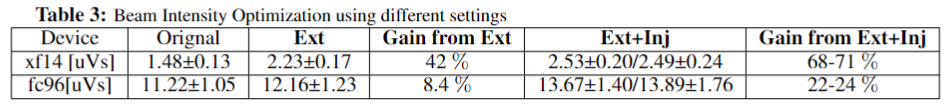 Table 3: Beam Intensity Optimization using different settings
Device Orignal Ext Gain from Ext Ext+Inj Gain from Ext+Inj
xf14 [uVs] 1.48±0.13 2.23±0.17 42 % 2.53±0.20/2.49±0.24 68-71 %
fc96[uVs] 11.22±1.05 12.16±1.23 8.4 % 13.67±1.40/13.89±1.76 22-24 %